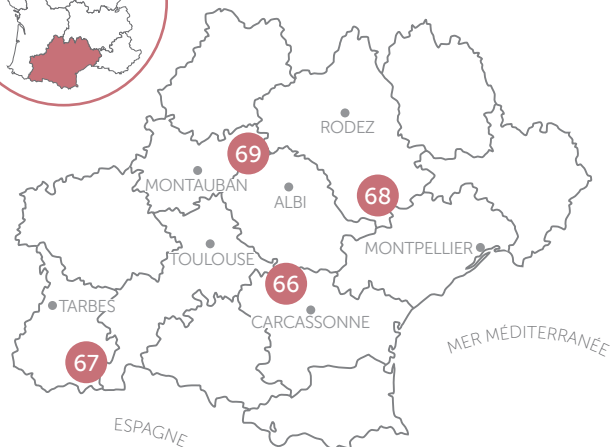 RODEZ
69
MONTAUBAN
ALBI
68
TOULOUSE
MONTPELLIER
66
TARBES
CARCASSONNE
MER MÉDITERRANÉE
67
ESPAGNE